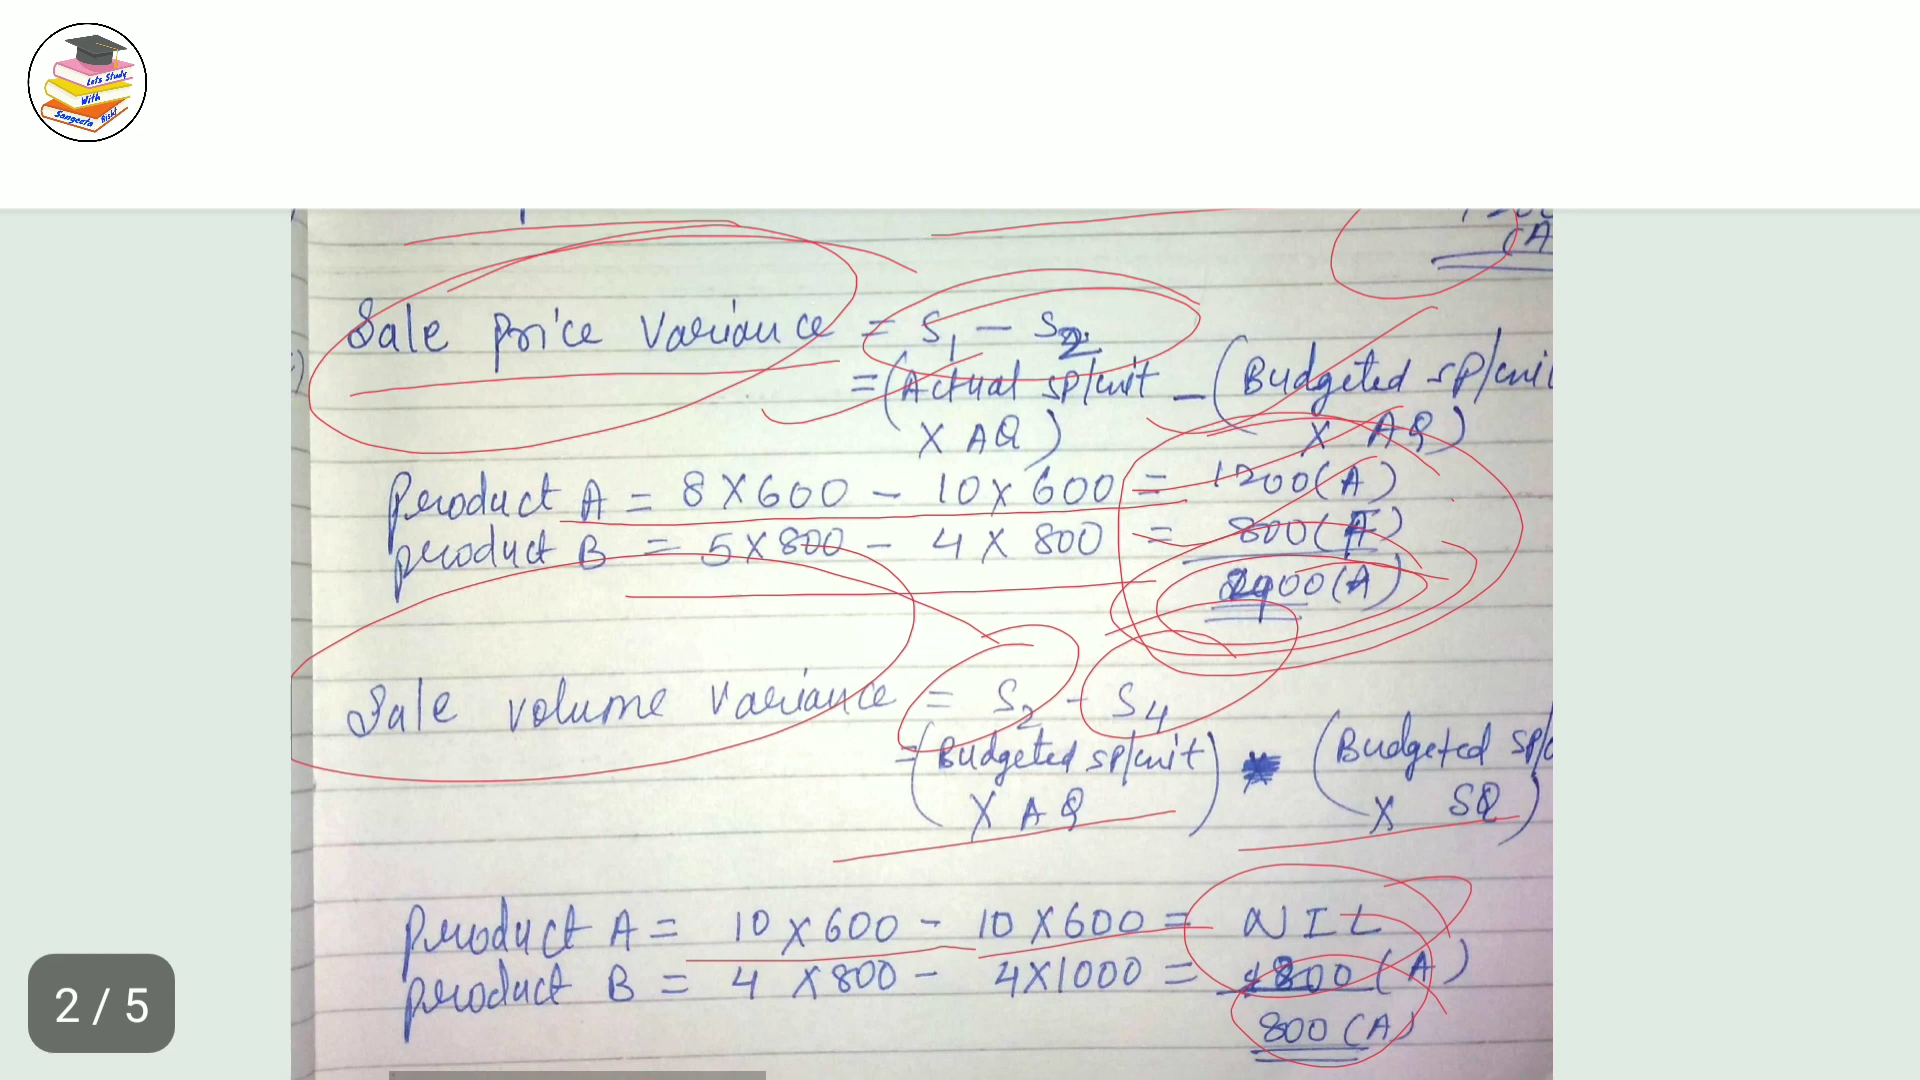 Lets Study
With
Sangeeta Bisht
(A
Sale price Variance = S1 - S2
= (Actual sp/unit - (Budgeted sp/uni
X AQ) X AQ)
Product A = 8 X 600 - 10 x 600 = 1200(A)
product B = 5 X 800 - 4 X 800 = 800(F)
00(A)
Sale volume Variance = S2 - S4
= (Budgeted sp/unit) (Budgeted sp/
X AQ X SQ)
product A = 10 X 600 - 10 X 600 = NIL
product B = 4 X 800 - 4 X 1000 = 800 (A)
800 (A)
2 / 5